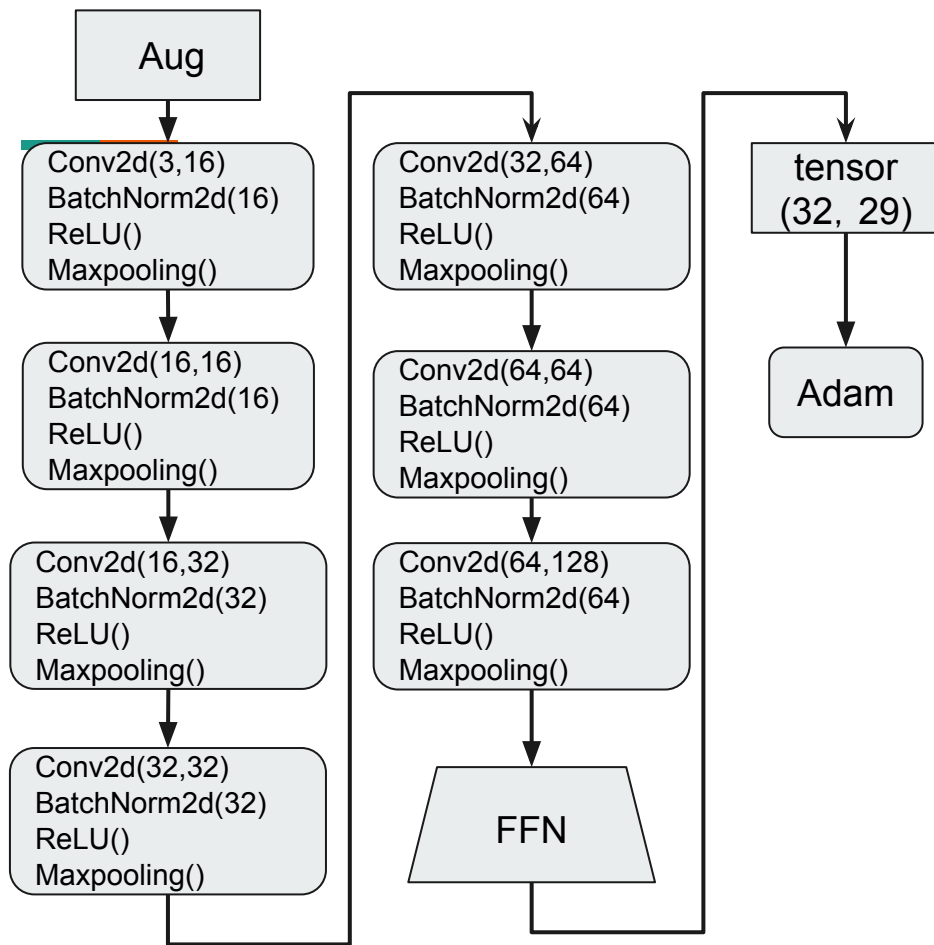 Aug
Conv2d(3,16)
BatchNorm2d(16)
ReLU()
Maxpooling()
Conv2d(16,16)
BatchNorm2d(16)
ReLU()
Maxpooling()
Conv2d(16,32)
BatchNorm2d(32)
ReLU()
Maxpooling()
Conv2d(32,32)
BatchNorm2d(32)
ReLU()
Maxpooling()
Conv2d(32,64)
BatchNorm2d(64)
ReLU()
Maxpooling()
Conv2d(64,64)
BatchNorm2d(64)
ReLU()
Maxpooling()
Conv2d(64,128)
BatchNorm2d(64)
ReLU()
Maxpooling()
FFN
tensor
(32, 29)
Adam